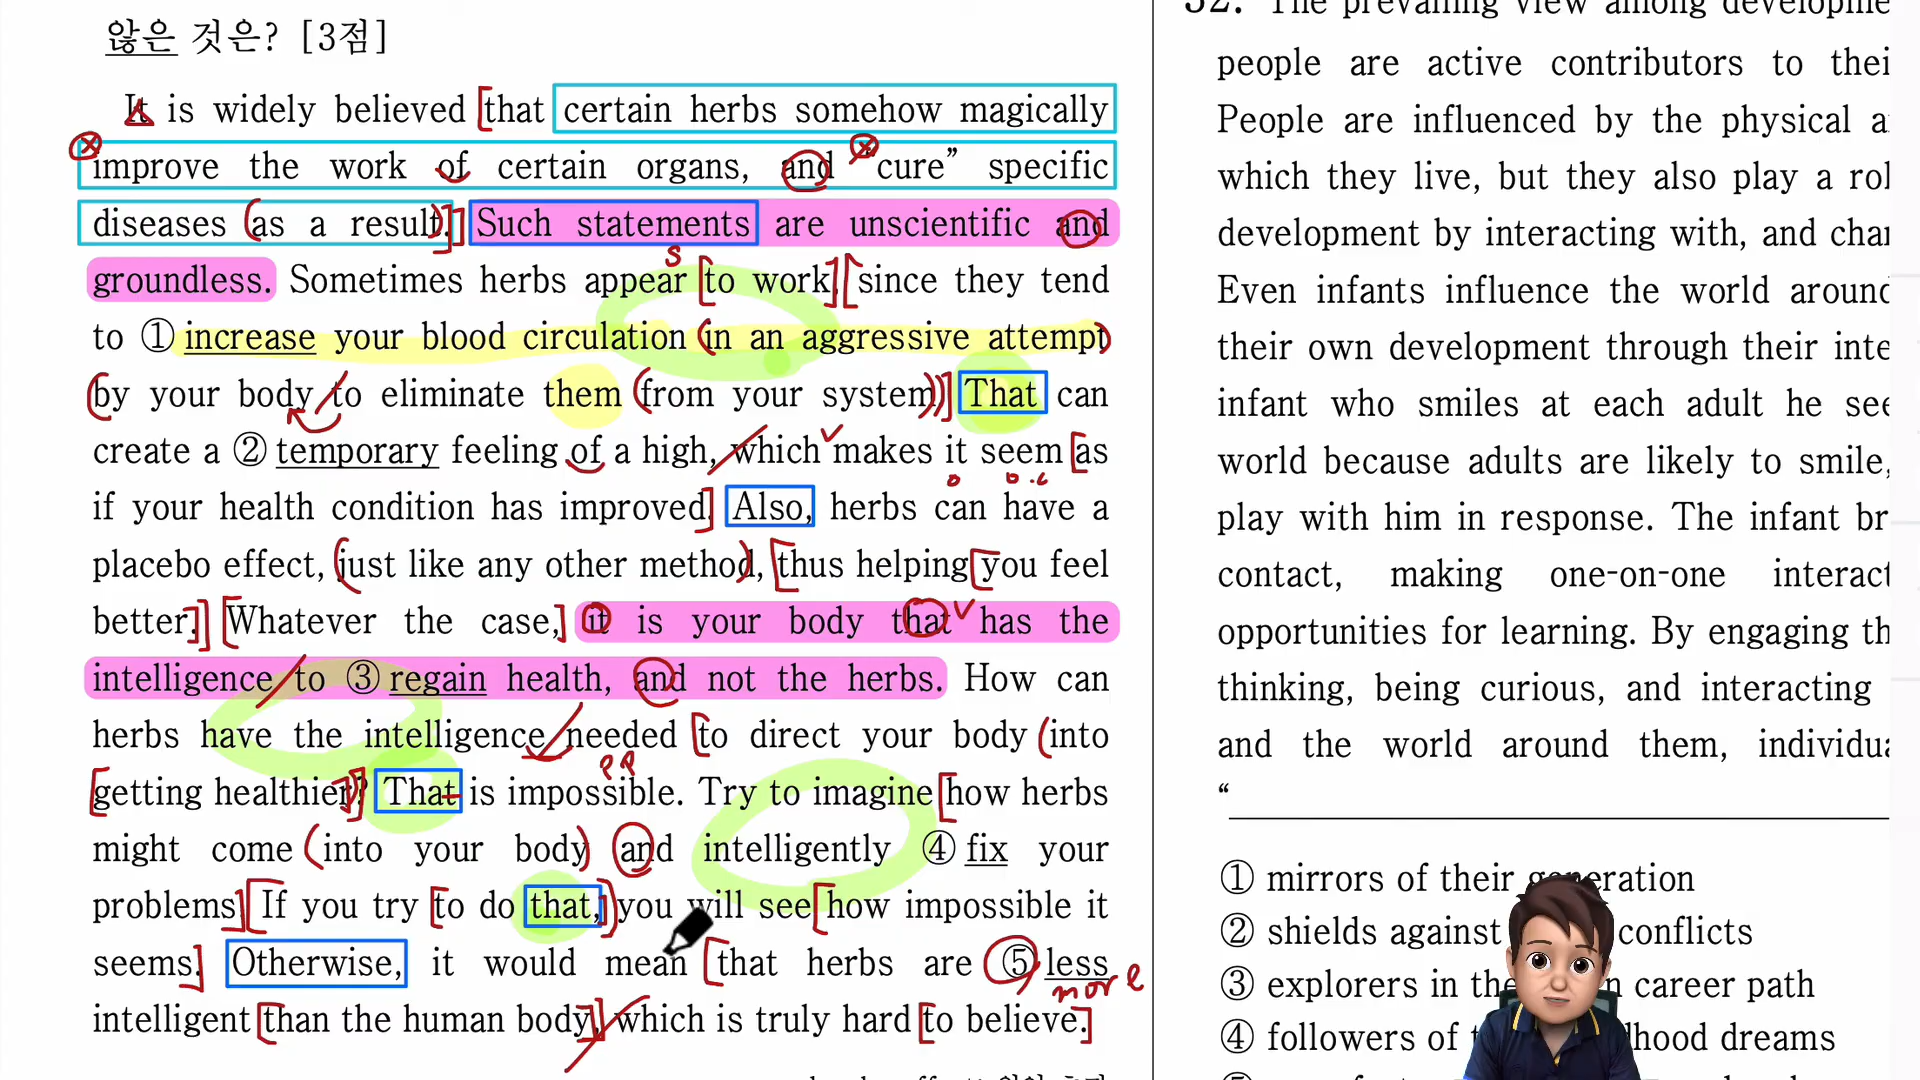 않은 것은? [3점]
It is widely believed that certain herbs somehow magically
improve the work of certain organs, and “cure” specific
diseases as a result. Such statements are unscientific and
groundless. Sometimes herbs appear to work, since they tend
s
to ① increase your blood circulation in an aggressive attempt
by your body to eliminate them from your system. That can
create a ② temporary feeling of a high, which makes it seem as
o o.c
if your health condition has improved. Also, herbs can have a
placebo effect, just like any other method, thus helping you feel
better. Whatever the case, it is your body that has the
intelligence to ③ regain health, and not the herbs. How can
herbs have the intelligence needed to direct your body into
p.p
getting healthier? That is impossible. Try to imagine how herbs
might come into your body and intelligently ④ fix your
problems. If you try to do that, you will see how impossible it
seems. Otherwise, it would mean that herbs are ⑤ less
more
intelligent than the human body, which is truly hard to believe.
32. The prevailing view among
people are active contributors to
People are influenced by the physical
which they live, but they also play a
development by interacting with, and
Even infants influence the world
their own development through their
infant who smiles at each adult he
world because adults are likely to smile,
play with him in response. The infant
contact, making one-on-one
opportunities for learning. By engaging
thinking, being curious, and interacting
and the world around them,
“
① mirrors of their generation
② shields against conflicts
③ explorers in career path
④ followers of dreams